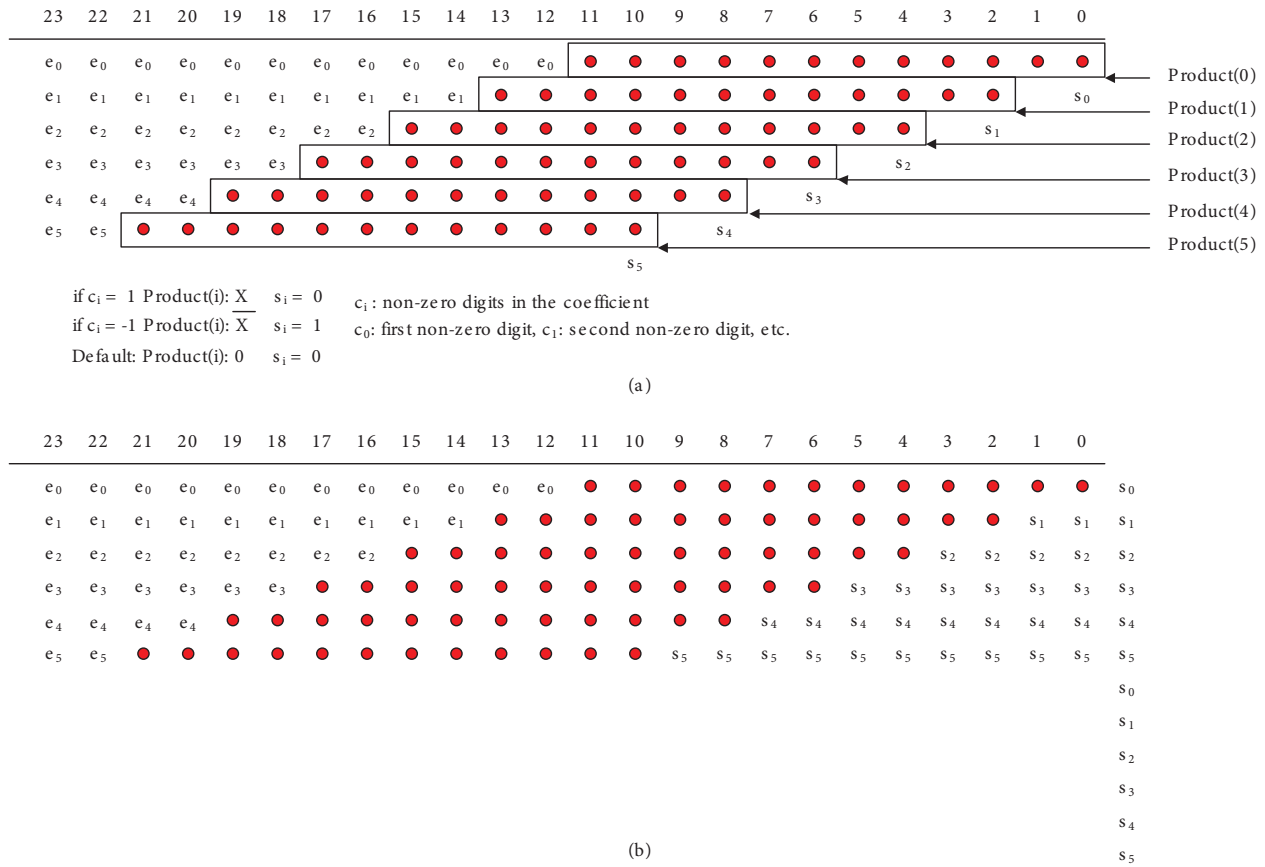 23 22 21 20 19 18 17 16 15 14 13 12 11 10 9 8 7 6 5 4 3 2 1 0
e₀ e₀ e₀ e₀ e₀ e₀ e₀ e₀ e₀ e₀ e₀ e₀
Product(0)
e₁ e₁ e₁ e₁ e₁ e₁ e₁ e₁ e₁ e₁ s₀
Product(1)
e₂ e₂ e₂ e₂ e₂ e₂ e₂ e₂ s₁
Product(2)
e₃ e₃ e₃ e₃ e₃ e₃ s₂
Product(3)
e₄ e₄ e₄ e₄ s₃
Product(4)
e₅ e₅ s₄
Product(5)
s₅
if cᵢ = 1 Product(i): X sᵢ = 0 cᵢ : non-zero digits in the coefficient
if cᵢ = -1 Product(i): X̅ sᵢ = 1 c₀: first non-zero digit, c₁: second non-zero digit, etc.
Default: Product(i): 0 sᵢ = 0
(a)
23 22 21 20 19 18 17 16 15 14 13 12 11 10 9 8 7 6 5 4 3 2 1 0
e₀ e₀ e₀ e₀ e₀ e₀ e₀ e₀ e₀ e₀ e₀ e₀ s₀
e₁ e₁ e₁ e₁ e₁ e₁ e₁ e₁ e₁ e₁ s₁ s₁ s₁
e₂ e₂ e₂ e₂ e₂ e₂ e₂ e₂ s₂ s₂ s₂ s₂ s₂
e₃ e₃ e₃ e₃ e₃ e₃ s₃ s₃ s₃ s₃ s₃ s₃ s₃
e₄ e₄ e₄ e₄ s₄ s₄ s₄ s₄ s₄ s₄ s₄ s₄ s₄
e₅ e₅ s₅ s₅ s₅ s₅ s₅ s₅ s₅ s₅ s₅ s₅ s₅
s₀
s₁
s₂
s₃
s₄
(b)
s₅